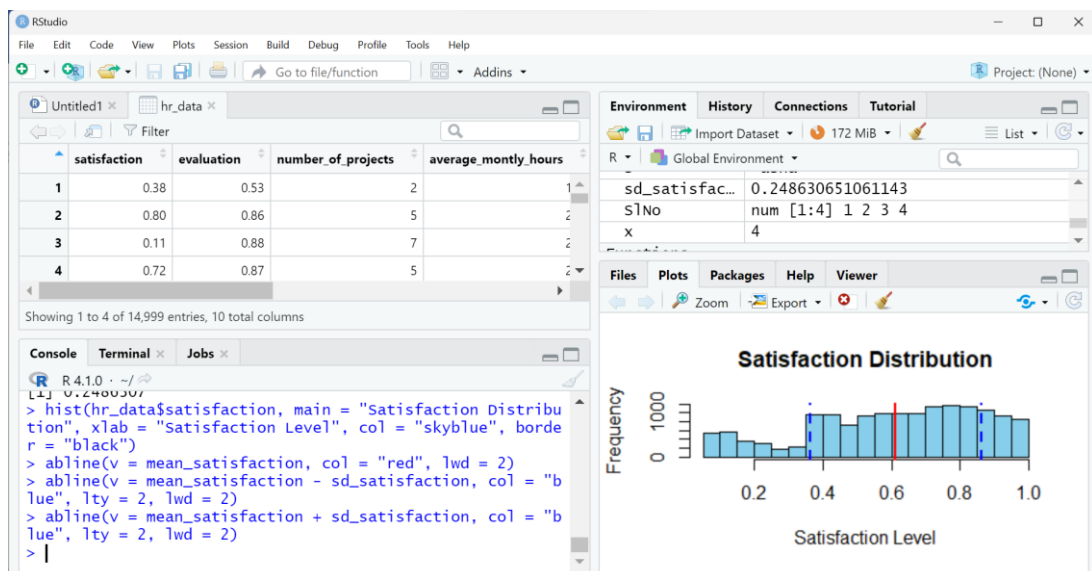 RStudio
File Edit Code View Plots Session Build Debug Profile Tools Help
Go to file/function Addins Project: (None)
Untitled1 hr_data
Filter
satisfaction evaluation number_of_projects average_montly_hours
1 0.38 0.53 2 1
2 0.80 0.86 5 2
3 0.11 0.88 7 2
4 0.72 0.87 5 2
Showing 1 to 4 of 14,999 entries, 10 total columns
Console Terminal Jobs
R R 4.1.0 · ~/
[1] 0.2486307
> hist(hr_data$satisfaction, main = "Satisfaction Distribu
tion", xlab = "Satisfaction Level", col = "skyblue", borde
r = "black")
> abline(v = mean_satisfaction, col = "red", lwd = 2)
> abline(v = mean_satisfaction - sd_satisfaction, col = "b
lue", lty = 2, lwd = 2)
> abline(v = mean_satisfaction + sd_satisfaction, col = "b
lue", lty = 2, lwd = 2)
>
Environment History Connections Tutorial
Import Dataset 172 MiB List
R Global Environment
sd_satisfac... 0.248630651061143
SlNo num [1:4] 1 2 3 4
x 4
Files Plots Packages Help Viewer
Zoom Export
Satisfaction Distribution
Frequency
1000
0
0.2 0.4 0.6 0.8 1.0
Satisfaction Level